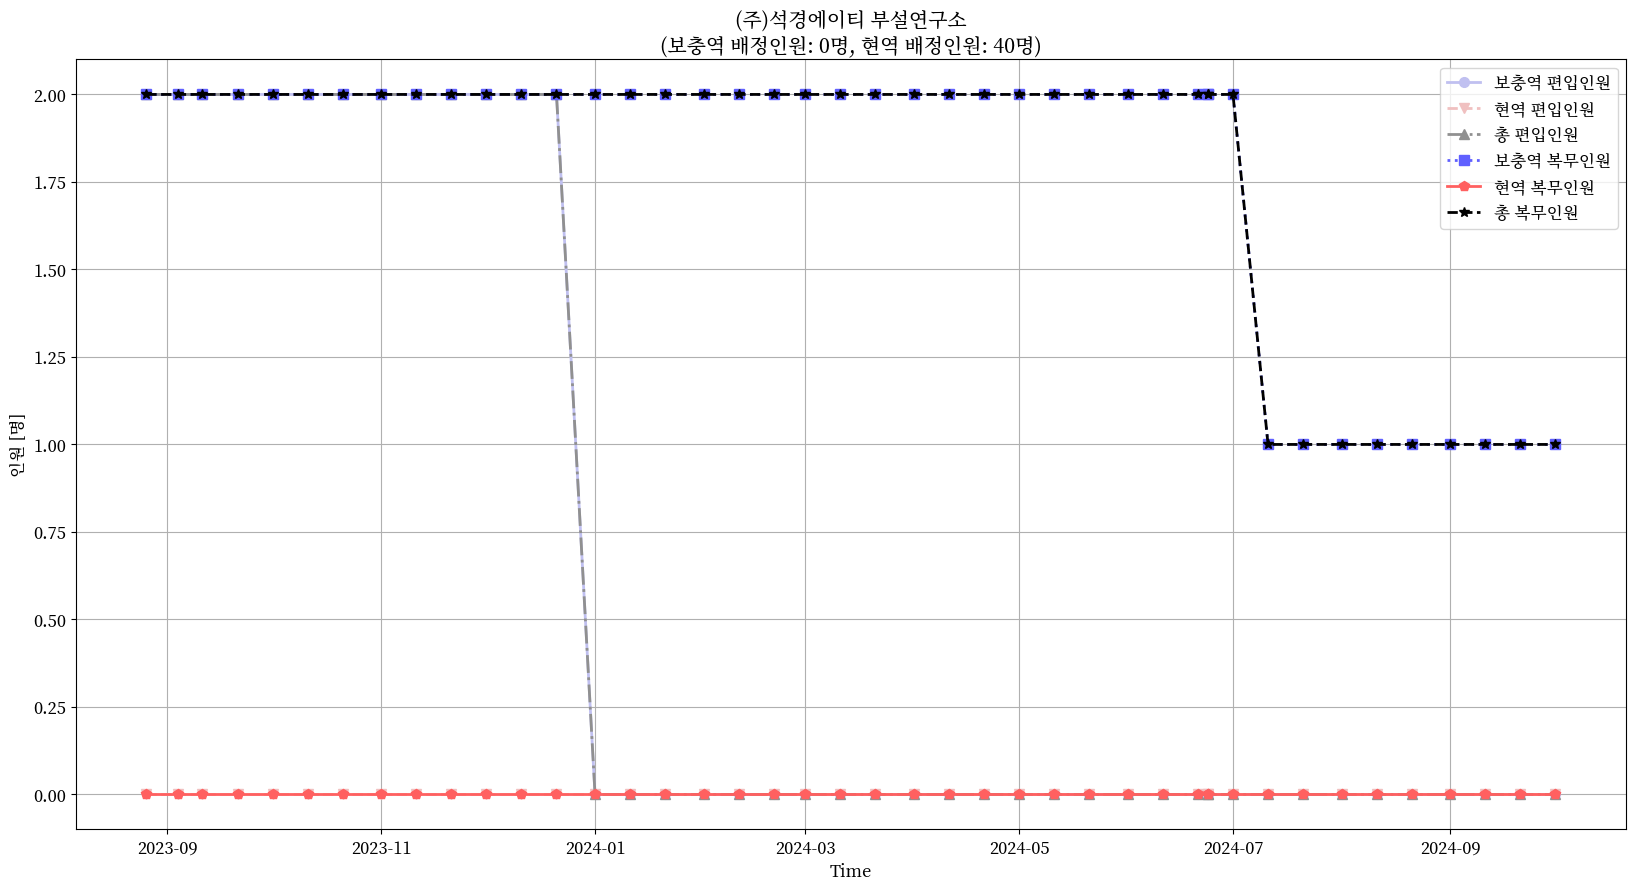 (주)석경에이티 부설연구소
(보충역 배정인원: 0명, 현역 배정인원: 40명)
보충역 편입인원
현역 편입인원
총 편입인원
보충역 복무인원
현역 복무인원
총 복무인원
인원 [명]
2.00
1.75
1.50
1.25
1.00
0.75
0.50
0.25
0.00
2023-09
2023-11
2024-01
2024-03
2024-05
2024-07
2024-09
Time